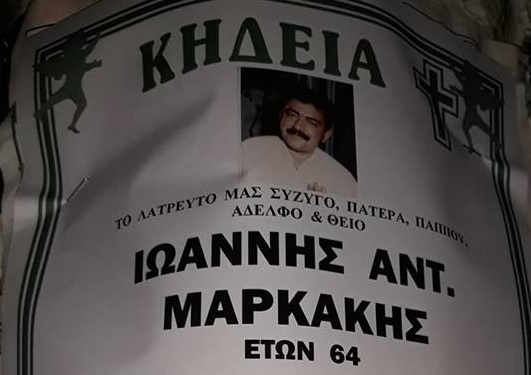 ΚΗΔΕΙΑ
ΤΟ ΛΑΤΡΕΥΤΟ ΜΑΣ ΣΥΖΥΓΟ, ΠΑΤΕΡΑ, ΠΑΠΠΟΥ,
ΑΔΕΛΦΟ & ΘΕΙΟ
ΙΩΑΝΝΗΣ ΑΝΤ.
ΜΑΡΚΑΚΗΣ
ΕΤΩΝ 64